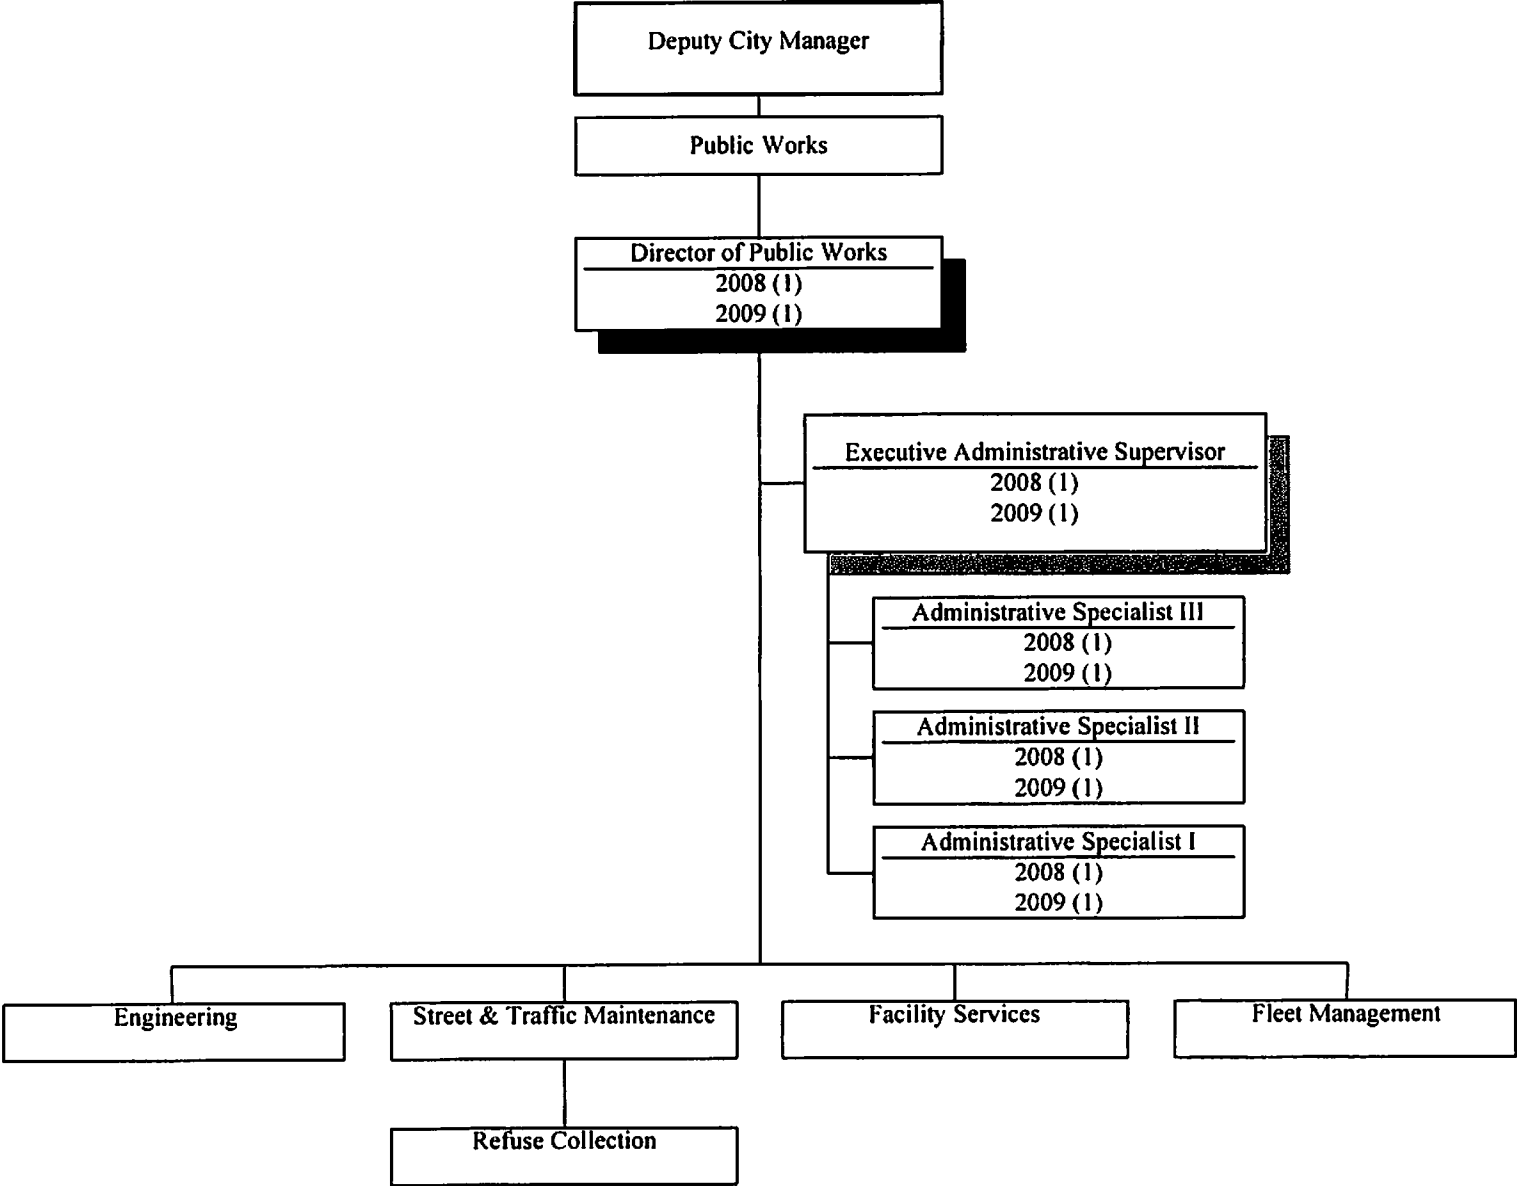 Deputy City Manager
Public Works
Director of Public Works
2008 (1)
2009 (1)
Executive Administrative Supervisor
2008 (1)
2009 (1)
Administrative Specialist III
2008 (1)
2009 (1)
Administrative Specialist II
2008 (1)
2009 (1)
Administrative Specialist I
2008 (1)
2009 (1)
Engineering
Street & Traffic Maintenance
Facility Services
Fleet Management
Refuse Collection